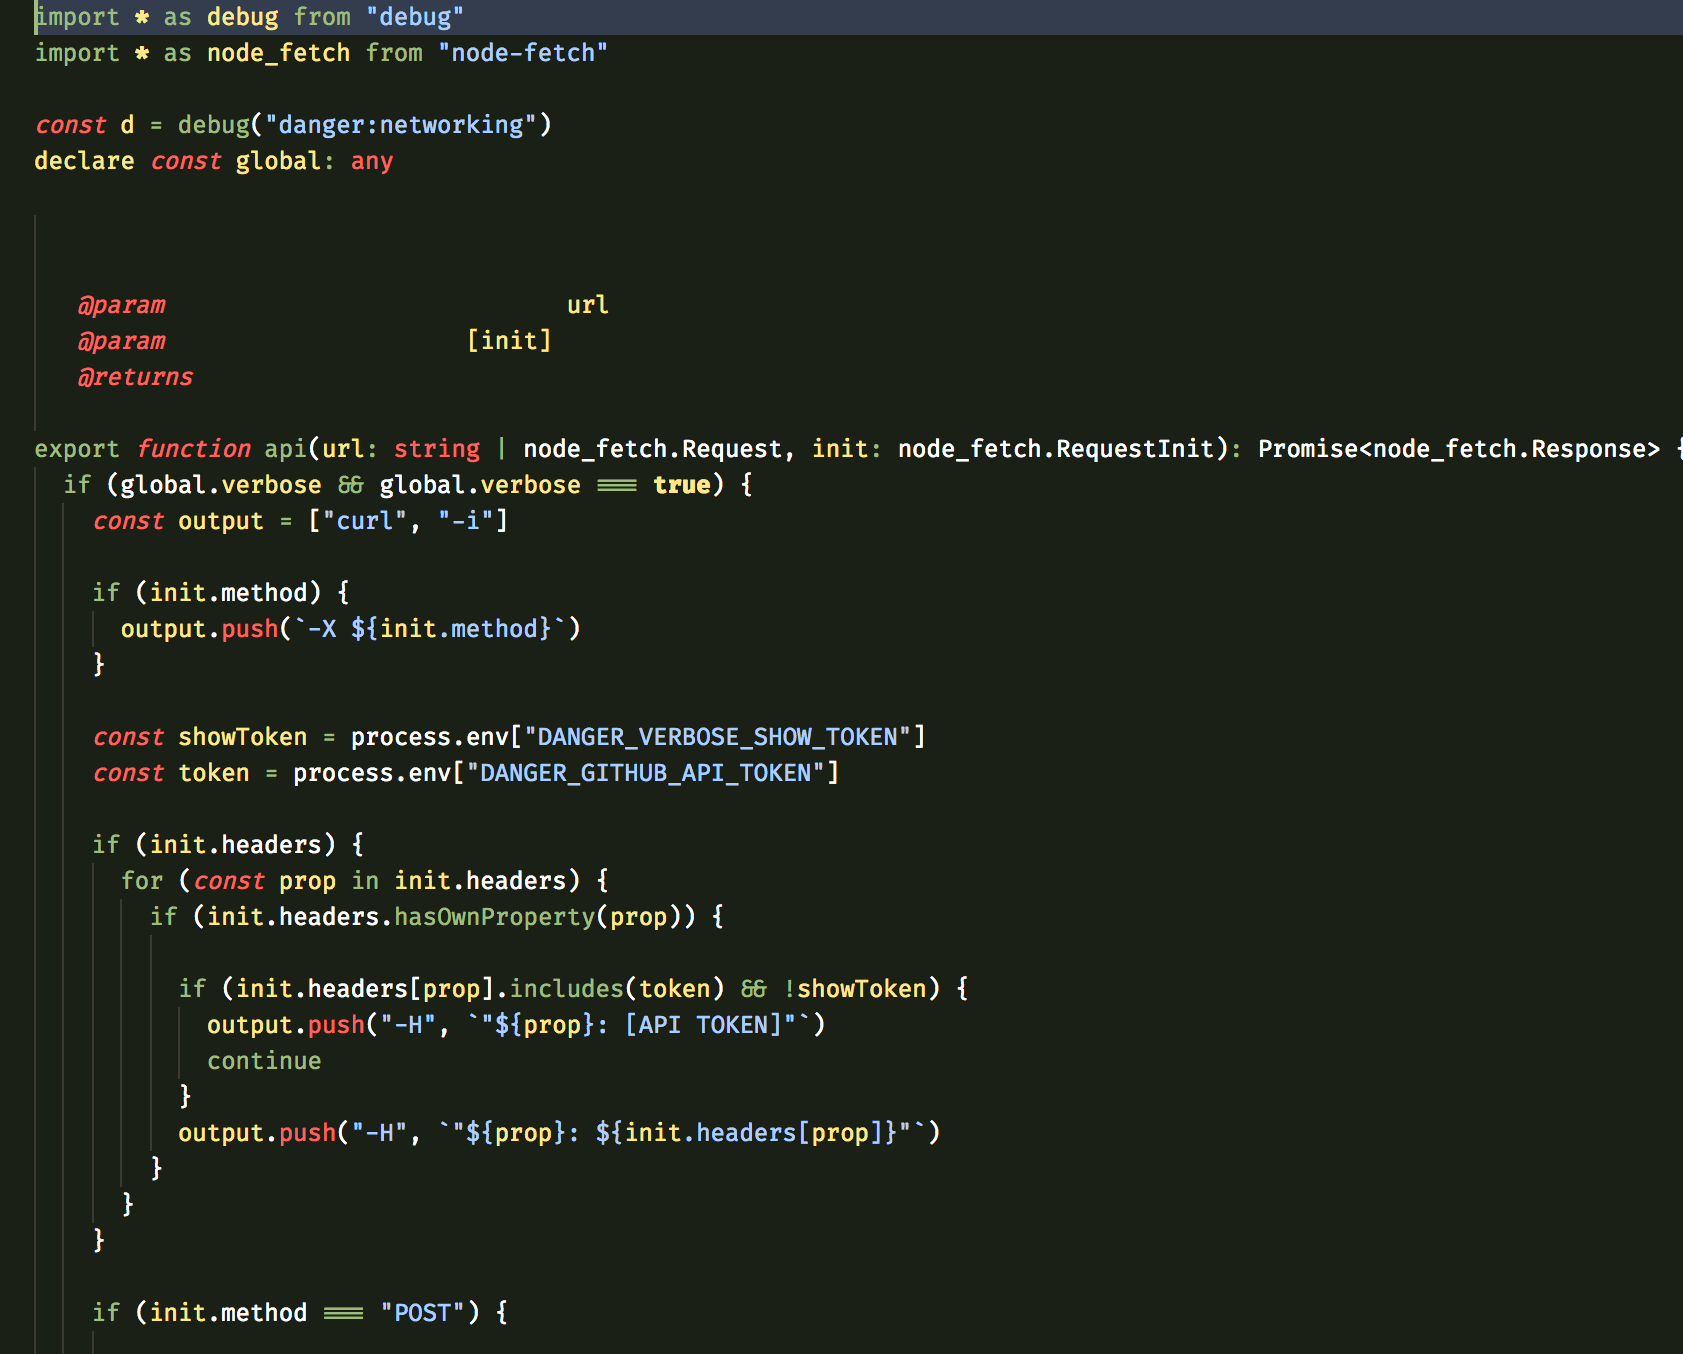 import * as debug from "debug"
import * as node_fetch from "node-fetch"

const d = debug("danger:networking")
declare const global: any

@param url
@param [init]
@returns

export function api(url: string | node_fetch.Request, init: node_fetch.RequestInit): Promise<node_fetch.Response> {
  if (global.verbose && global.verbose === true) {
    const output = ["curl", "-i"]

    if (init.method) {
      output.push(`-X ${init.method}`)
    }

    const showToken = process.env["DANGER_VERBOSE_SHOW_TOKEN"]
    const token = process.env["DANGER_GITHUB_API_TOKEN"]

    if (init.headers) {
      for (const prop in init.headers) {
        if (init.headers.hasOwnProperty(prop)) {

          if (init.headers[prop].includes(token) && !showToken) {
            output.push("-H", `"${prop}: [API TOKEN]"`)
            continue
          }
          output.push("-H", `"${prop}: ${init.headers[prop]}"`)
        }
      }
    }

    if (init.method === "POST") {